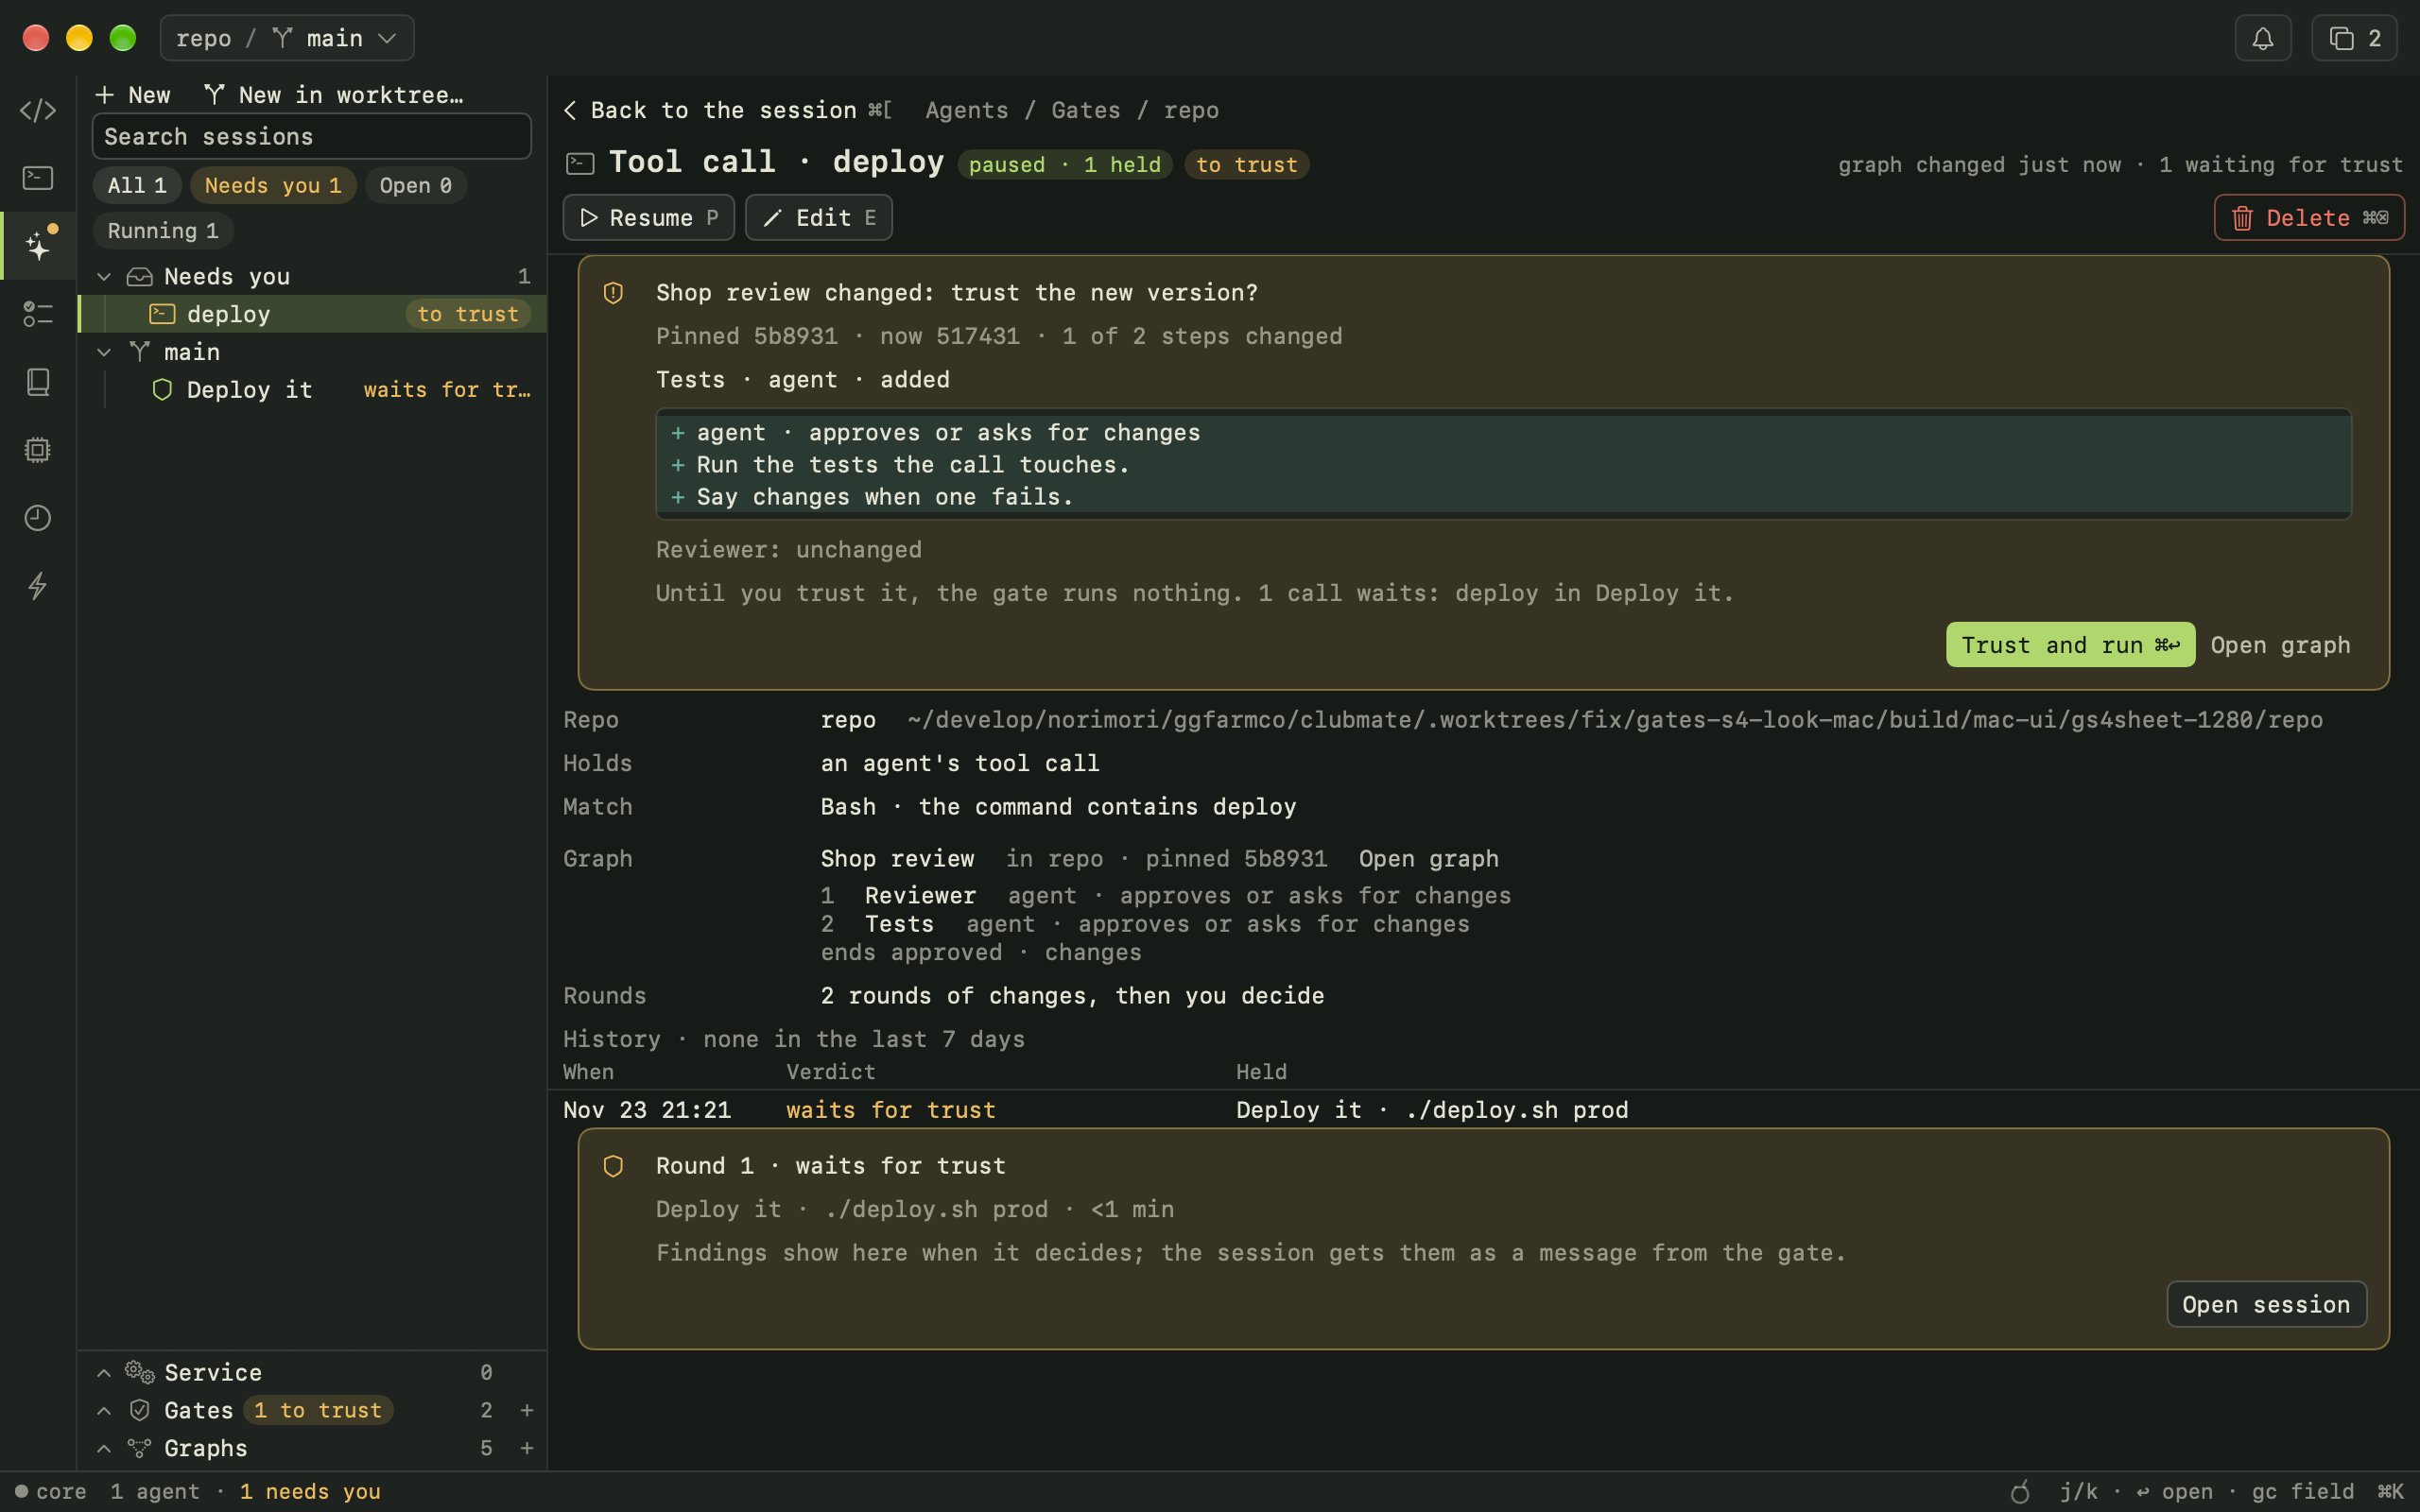 repo / main
2
+ New New in worktree…
Search sessions
All 1 Needs you 1 Open 0
Running 1
Needs you 1
deploy to trust
main
Deploy it waits for tr…
Service 0
Gates 1 to trust 2 +
Graphs 5 +
Back to the session ⌘[ Agents / Gates / repo
Tool call · deploy paused · 1 held to trust
graph changed just now · 1 waiting for trust
Resume P Edit E Delete ⌘⌫
Shop review changed: trust the new version?
Pinned 5b8931 · now 517431 · 1 of 2 steps changed
Tests · agent · added
+ agent · approves or asks for changes
+ Run the tests the call touches.
+ Say changes when one fails.
Reviewer: unchanged
Until you trust it, the gate runs nothing. 1 call waits: deploy in Deploy it.
Trust and run ⌘↩ Open graph
Repo repo ~/develop/norimori/ggfarmco/clubmate/.worktrees/fix/gates-s4-look-mac/build/mac-ui/gs4sheet-1280/repo
Holds an agent's tool call
Match Bash · the command contains deploy
Graph Shop review in repo · pinned 5b8931 Open graph
1 Reviewer agent · approves or asks for changes
2 Tests agent · approves or asks for changes
ends approved · changes
Rounds 2 rounds of changes, then you decide
History · none in the last 7 days
When Verdict Held
Nov 23 21:21 waits for trust Deploy it · ./deploy.sh prod
Round 1 · waits for trust
Deploy it · ./deploy.sh prod · <1 min
Findings show here when it decides; the session gets them as a message from the gate.
Open session
core 1 agent · 1 needs you
j/k · ↩ open · gc field ⌘K